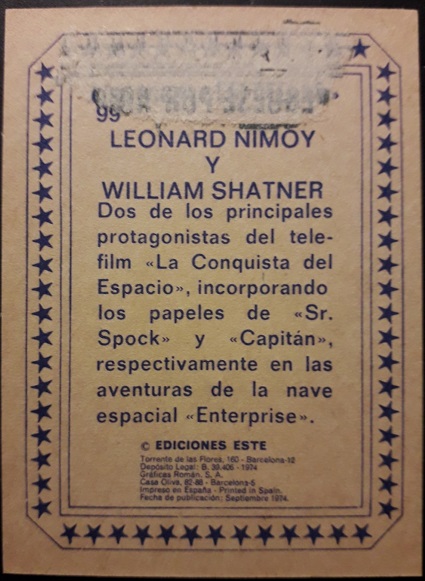 99
LEONARD NIMOY
Y
WILLIAM SHATNER
Dos de los principales
protagonistas del tele-
film «La Conquista del
Espacio», incorporando
los papeles de «Sr.
Spock» y «Capitán»,
respectivamente en las
aventuras de la nave
espacial «Enterprise».
© EDICIONES ESTE
Torrente de las Flores, 160 - Barcelona-10
Depósito Legal: B. 39.406 - 1974
Gráficas Román, S. A.
Casa Oliva, 82-88 - Barcelona-5
Impreso en España - Printed in Spain.
Fecha de publicación: Septiembre 1974.